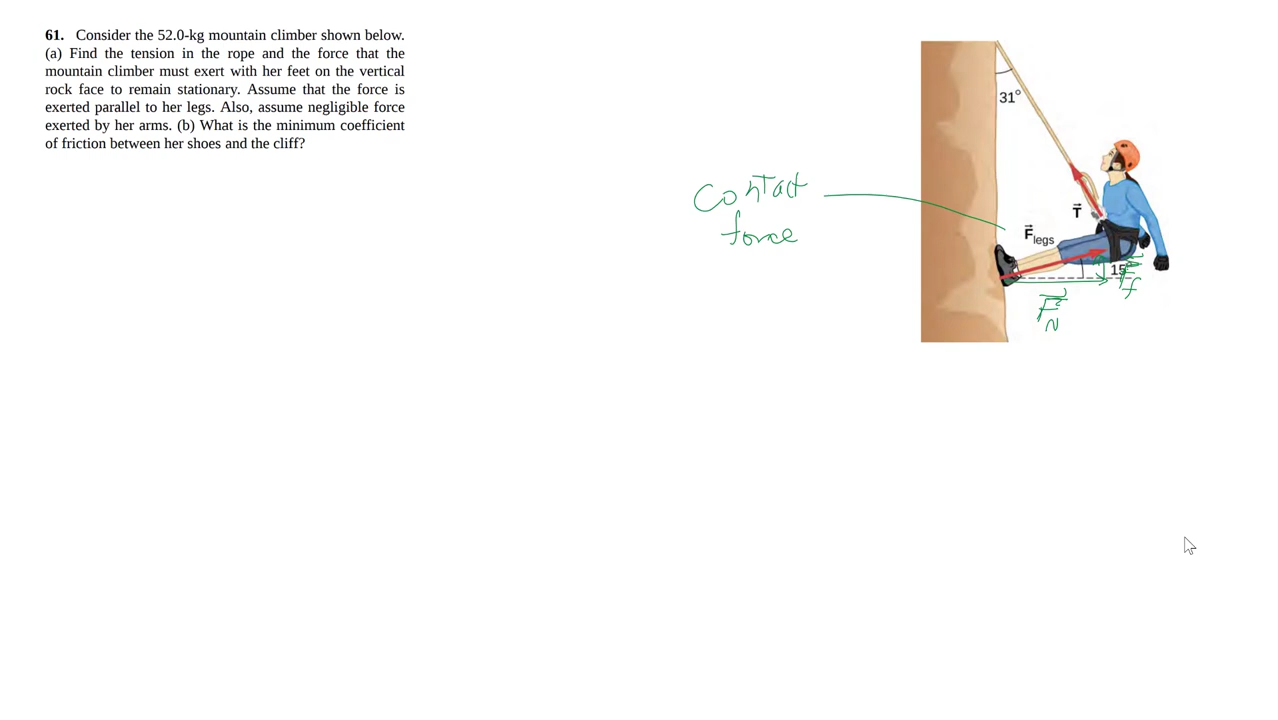 61. Consider the 52.0-kg mountain climber shown below.
(a) Find the tension in the rope and the force that the
mountain climber must exert with her feet on the vertical
rock face to remain stationary. Assume that the force is
exerted parallel to her legs. Also, assume negligible force
exerted by her arms. (b) What is the minimum coefficient
of friction between her shoes and the cliff?
31°
Contact
force
T
F legs
15
F f
F N